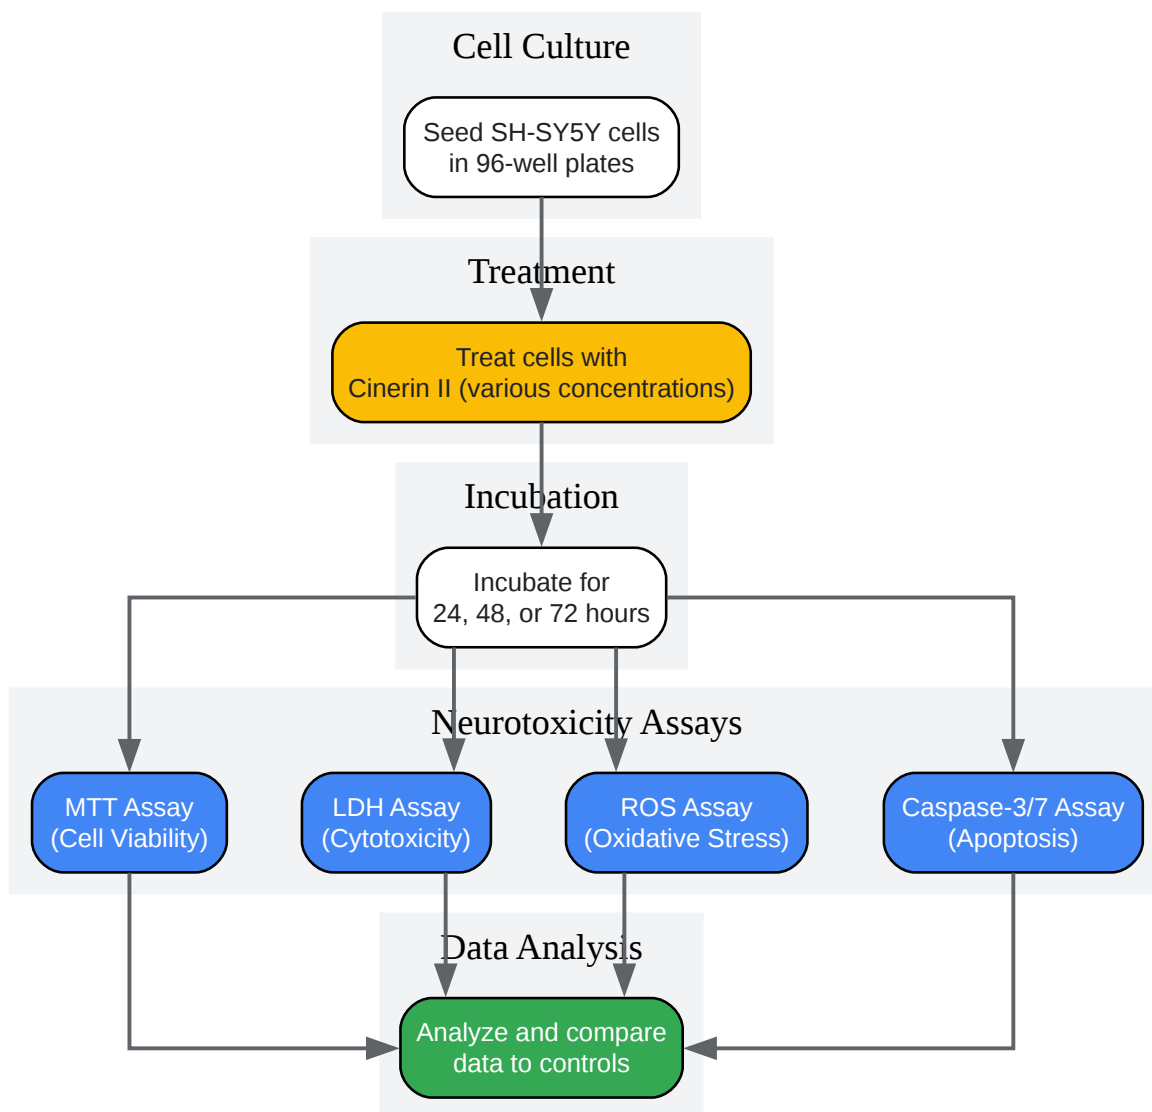 Cell Culture
Seed SH-SY5Y cells
in 96-well plates
Treatment
Treat cells with
Cinerin II (various concentrations)
Incubation
Incubate for
24, 48, or 72 hours
Neurotoxicity Assays
MTT Assay
(Cell Viability)
LDH Assay
(Cytotoxicity)
ROS Assay
(Oxidative Stress)
Caspase-3/7 Assay
(Apoptosis)
Data Analysis
Analyze and compare
data to controls